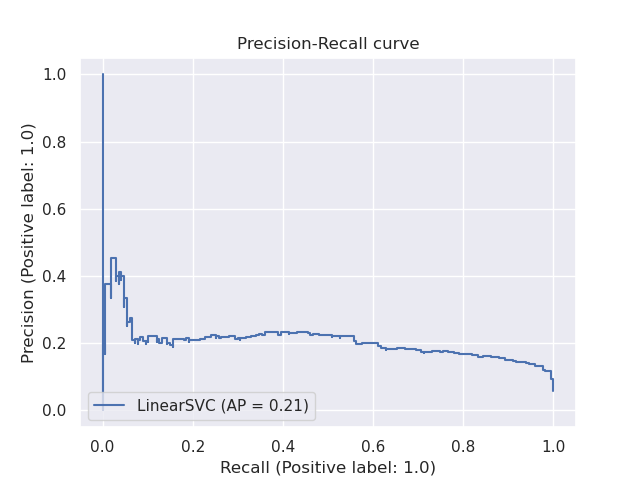 Precision-Recall curve
Precision (Positive label: 1.0)
1.0
0.8
0.6
0.4
0.2
0.0
LinearSVC (AP = 0.21)
0.0 0.2 0.4 0.6 0.8 1.0
Recall (Positive label: 1.0)